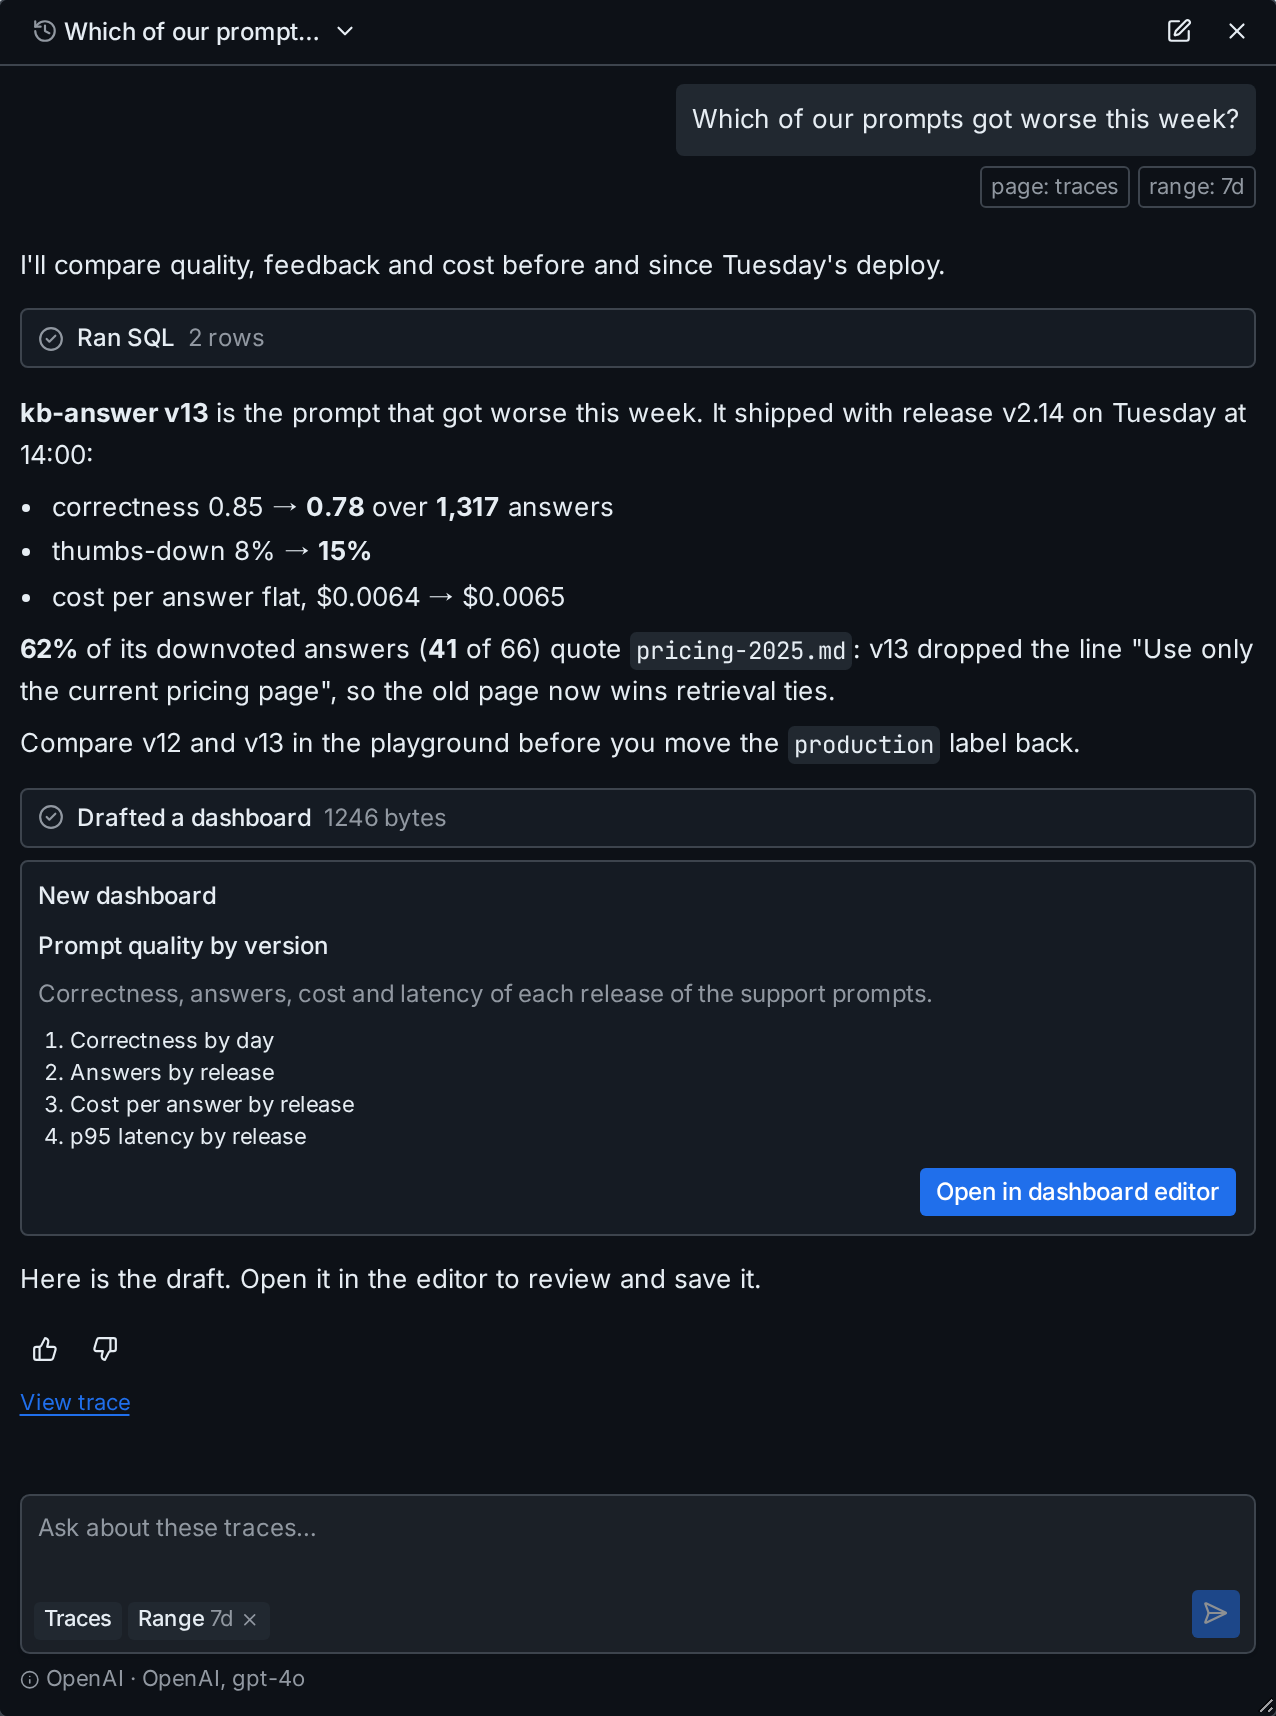 Which of our prompt...
Which of our prompts got worse this week?
page: traces
range: 7d
I'll compare quality, feedback and cost before and since Tuesday's deploy.
Ran SQL 2 rows
kb-answer v13 is the prompt that got worse this week. It shipped with release v2.14 on Tuesday at
14:00:
• correctness 0.85 → 0.78 over 1,317 answers
• thumbs-down 8% → 15%
• cost per answer flat, $0.0064 → $0.0065
62% of its downvoted answers (41 of 66) quote pricing-2025.md: v13 dropped the line "Use only
the current pricing page", so the old page now wins retrieval ties.
Compare v12 and v13 in the playground before you move the production label back.
Drafted a dashboard 1246 bytes
New dashboard
Prompt quality by version
Correctness, answers, cost and latency of each release of the support prompts.
1. Correctness by day
2. Answers by release
3. Cost per answer by release
4. p95 latency by release
Open in dashboard editor
Here is the draft. Open it in the editor to review and save it.
View trace
Ask about these traces...
Traces
Range 7d
OpenAI · OpenAI, gpt-4o